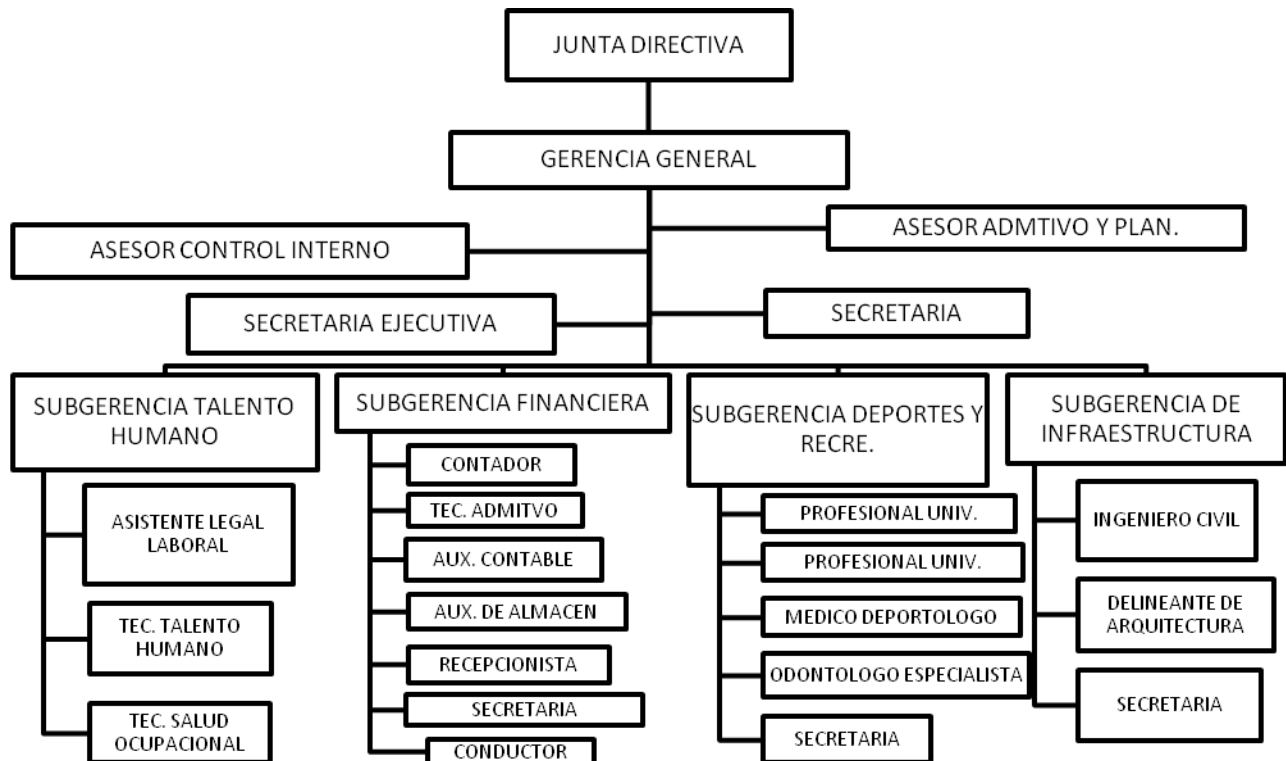 JUNTA DIRECTIVA
GERENCIA GENERAL
ASESOR ADMTIVO Y PLAN.
ASESOR CONTROL INTERNO
SECRETARIA EJECUTIVA
SECRETARIA
SUBGERENCIA TALENTO
HUMANO
ASISTENTE LEGAL
LABORAL
TEC. TALENTO
HUMANO
TEC. SALUD
OCUPACIONAL
SUBGERENCIA FINANCIERA
CONTADOR
TEC. ADMITVO
AUX. CONTABLE
AUX. DE ALMACEN
RECEPCIONISTA
SECRETARIA
CONDUCTOR
SUBGERENCIA DEPORTES Y
RECRE.
PROFESIONAL UNIV.
PROFESIONAL UNIV.
MEDICO DEPORTOLOGO
ODONTOLOGO ESPECIALISTA
SECRETARIA
SUBGERENCIA DE
INFRAESTRUCTURA
INGENIERO CIVIL
DELINEANTE DE
ARQUITECTURA
SECRETARIA